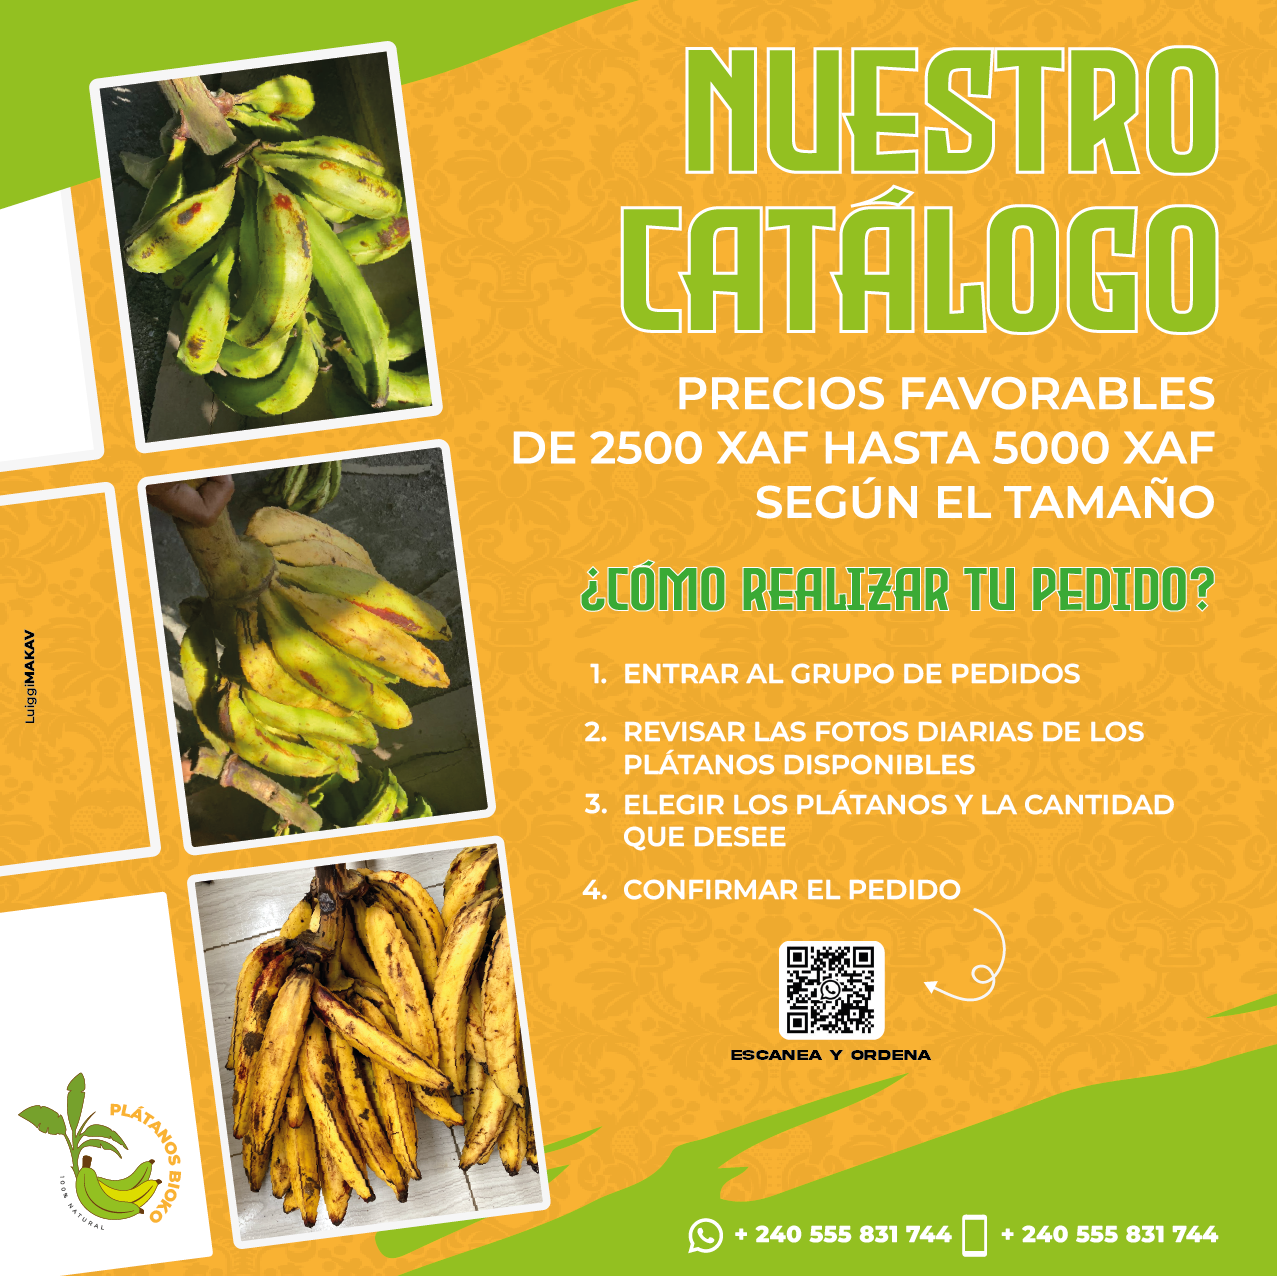 NUESTRO
CATÁLOGO
PRECIOS FAVORABLES
DE 2500 XAF HASTA 5000 XAF
SEGÚN EL TAMAÑO
¿CÓMO REALIZAR TU PEDIDO?
1. ENTRAR AL GRUPO DE PEDIDOS
2. REVISAR LAS FOTOS DIARIAS DE LOS
PLÁTANOS DISPONIBLES
3. ELEGIR LOS PLÁTANOS Y LA CANTIDAD
QUE DESEE
4. CONFIRMAR EL PEDIDO
ESCANEA Y ORDENA
LuiggiMAKAV
PLÁTANOS BIOKO
100% NATURAL
+ 240 555 831 744 + 240 555 831 744